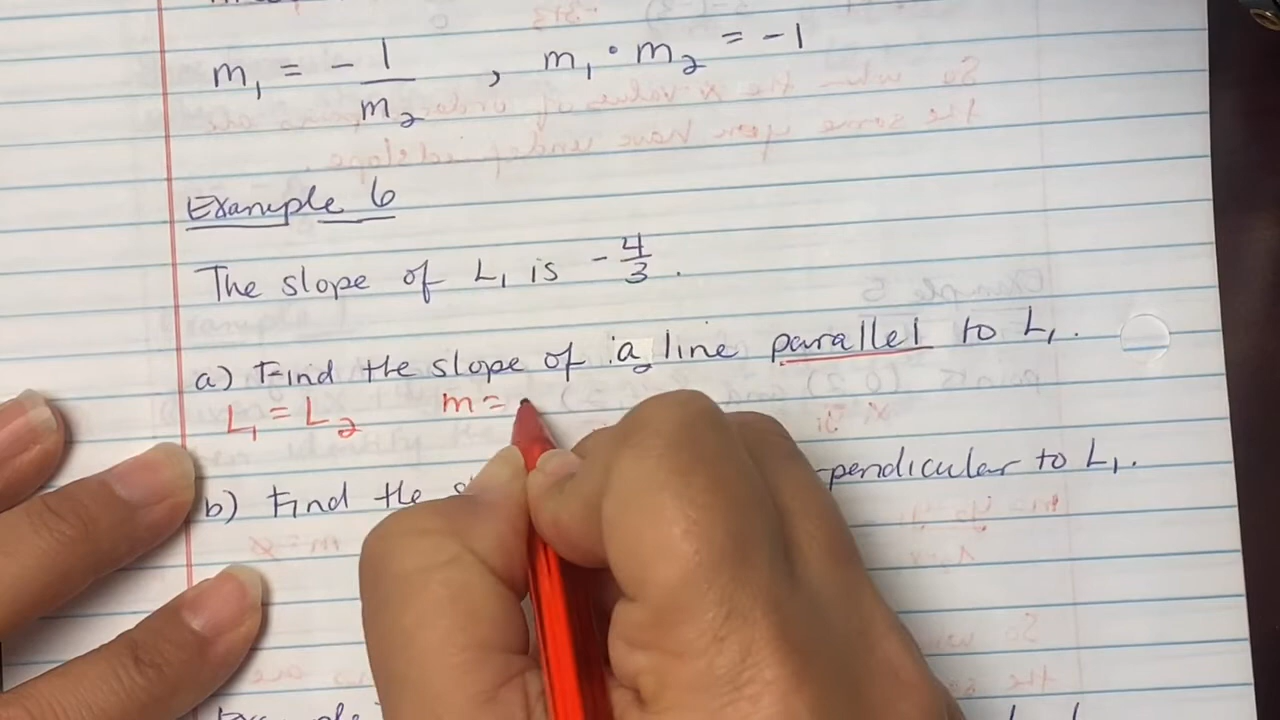 m₁ = - 1/m₂ , m₁ · m₂ = -1
Example 6
The slope of L₁ is - 4/3.
a) Find the slope of a line parallel to L₁.
L₁ = L₂ m =
b) Find the pendicular to L₁.